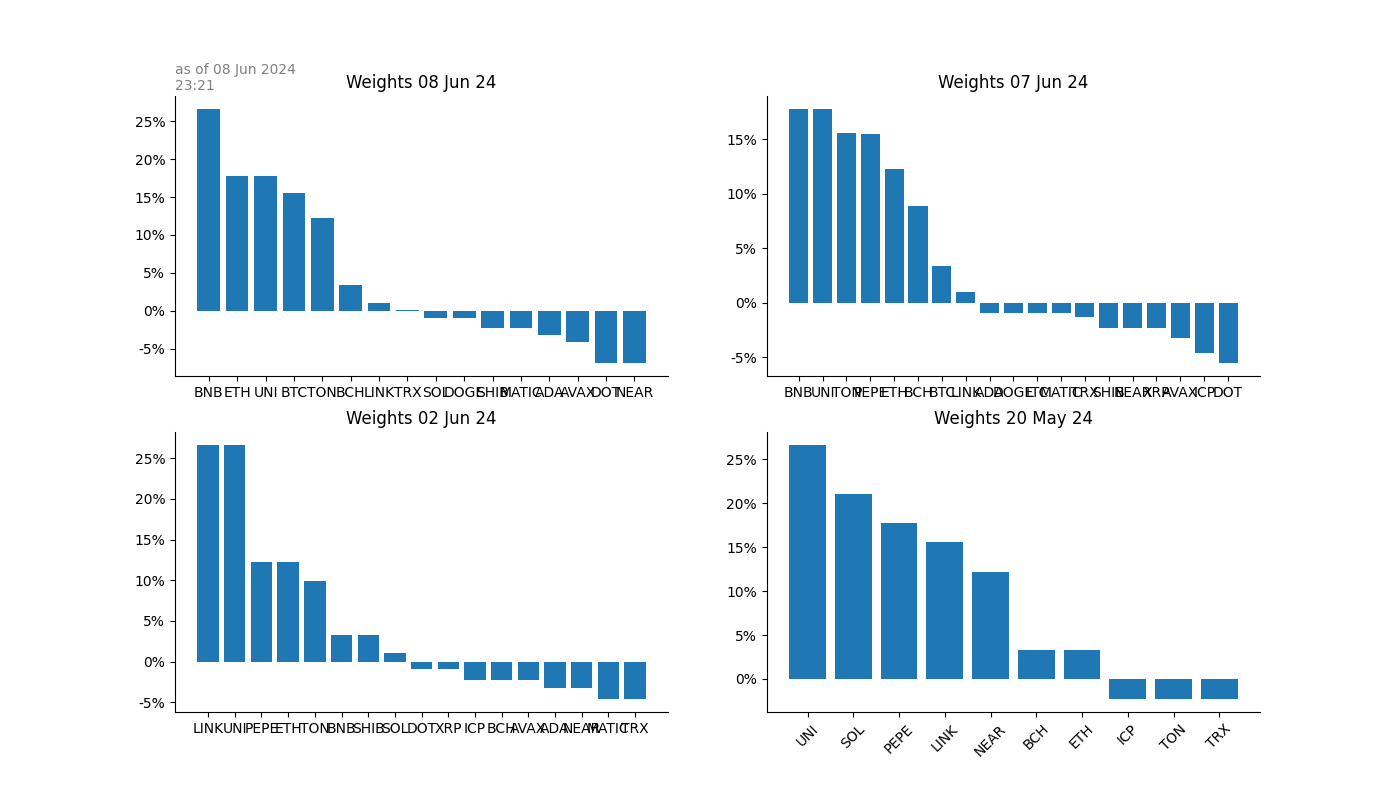 as of 08 Jun 2024
23:21
Weights 08 Jun 24
25%
20%
15%
10%
5%
0%
-5%
BNB ETH UNI BTC TON BCH LINK TRX SOL DOGE SHIB MATIC ADA AVAX DOT NEAR
Weights 07 Jun 24
15%
10%
5%
0%
-5%
BNB UNI TON PEPE ETH BCH BTC LINK ADA DOGE ETC MATIC TRX SHIB NEAR XRP AVAX ICP DOT
Weights 02 Jun 24
25%
20%
15%
10%
5%
0%
-5%
LINK UNI PEPE ETH TON BNB SHIB SOL DOT XRP ICP BCH AVAX ADA NEAR MATIC TRX
Weights 20 May 24
25%
20%
15%
10%
5%
0%
UNI SOL PEPE LINK NEAR BCH ETH ICP TON TRX